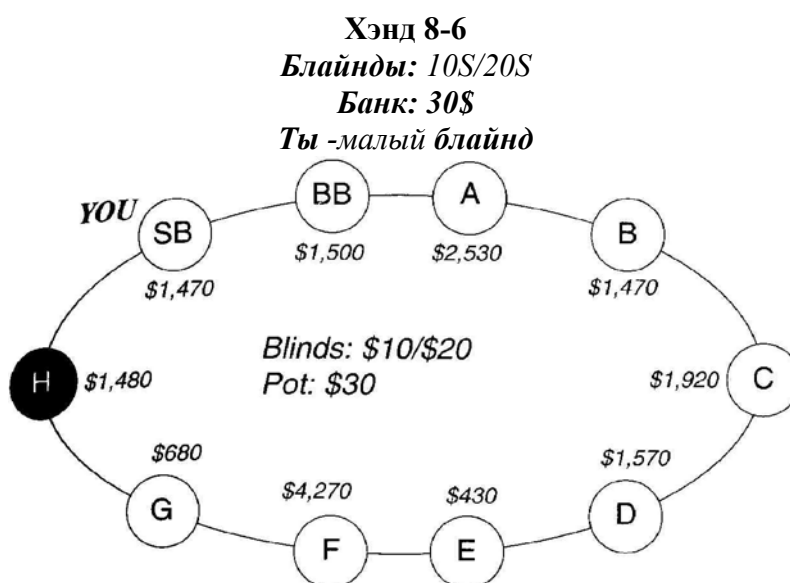 Хэнд 8-6
Блайнды: 10S/20S
Банк: 30$
Ты -малый блайнд
YOU
SB
BB
A
B
$1,470
$1,500
$2,530
$1,470
H
$1,480
Blinds: $10/$20
Pot: $30
$1,920
C
$680
$4,270
$430
$1,570
G
F
E
D